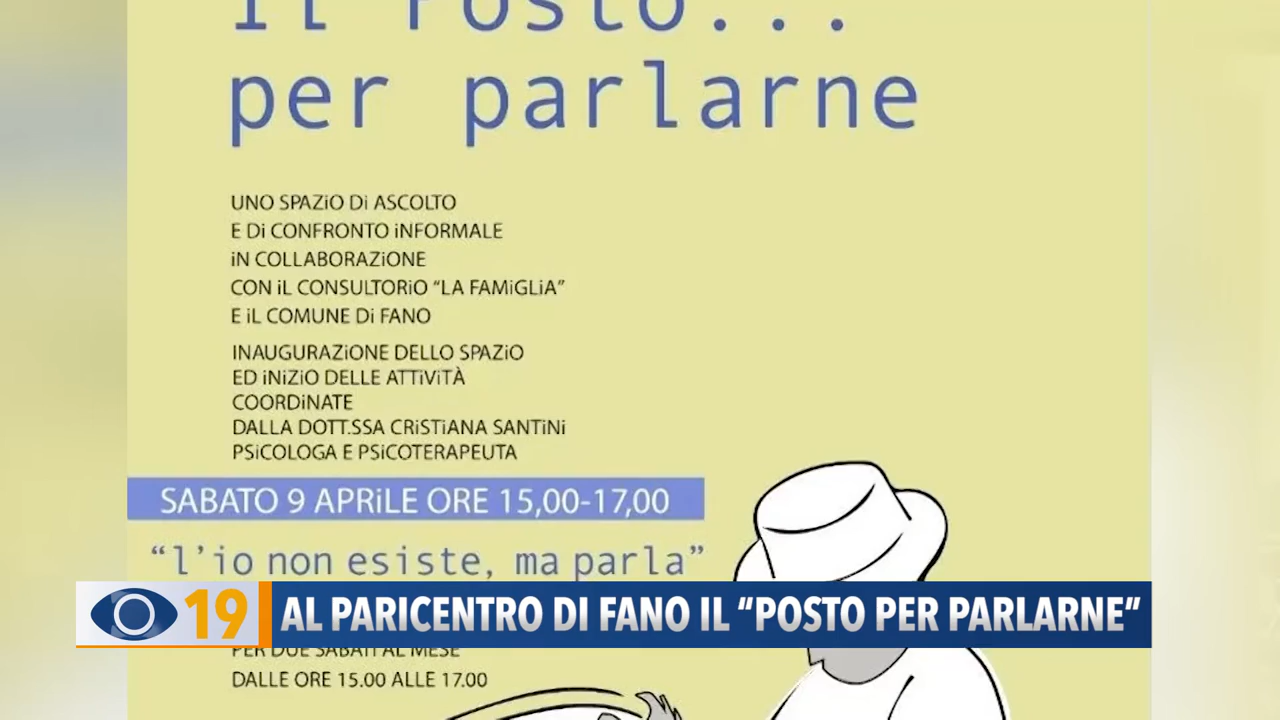 Il Posto...
per parlarne
UNO SPAZiO Di ASCOLTO
E Di CONFRONTO iNFORMALE
iN COLLABORAZiONE
CON iL CONSULTORiO “LA FAMiGLiA”
E iL COMUNE Di FANO
INAUGURAZiONE DELLO SPAZiO
ED iNiZiO DELLE ATTiViTÀ
COORDiNATE
DALLA DOTT.SSA CRiSTiANA SANTiNi
PSiCOLOGA E PSiCOTERAPEUTA
SABATO 9 APRiLE ORE 15,00-17,00
“l’io non esiste, ma parla”
19
AL PARICENTRO DI FANO IL “POSTO PER PARLARNE”
PER DUE SABATI AL MESE
DALLE ORE 15.00 ALLE 17.00